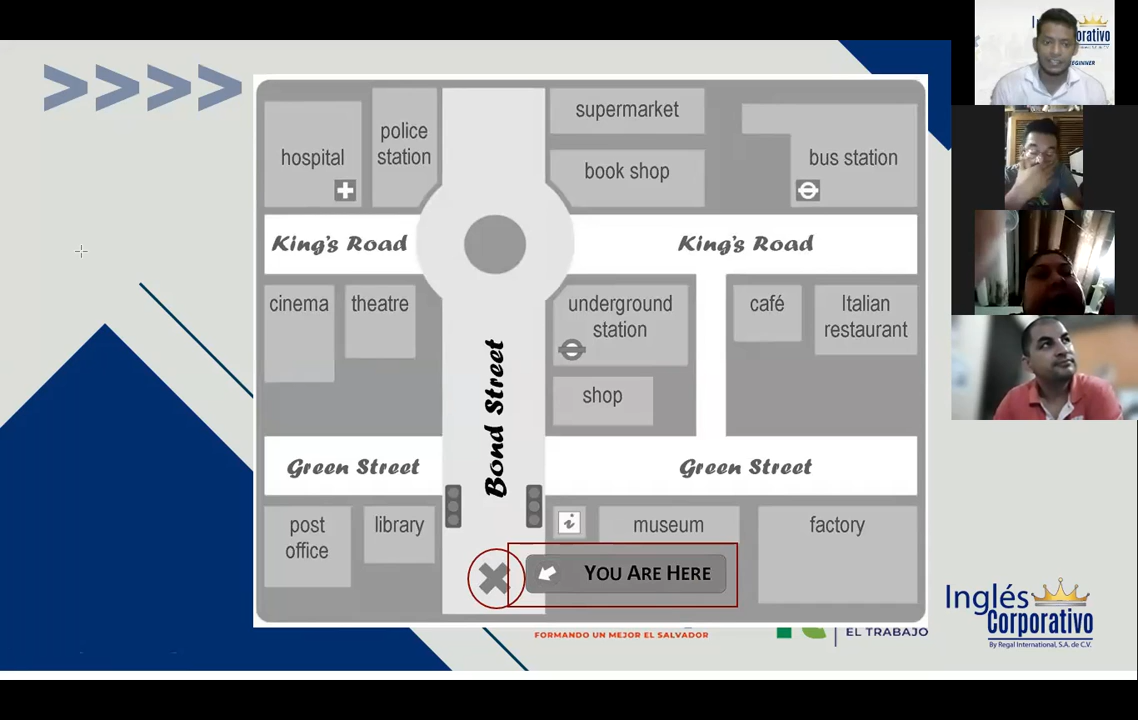 >>>>
hospital
police
station
supermarket
book shop
bus station
King's Road
King's Road
cinema
theatre
underground
station
café
Italian
restaurant
shop
Bond Street
Green Street
Green Street
post
office
library
i
museum
factory
YOU ARE HERE
FORMANDO UN MEJOR EL SALVADOR
EL TRABAJO
Inglés
Corporativo
By Regal International, S.A. de C.V.
orativo